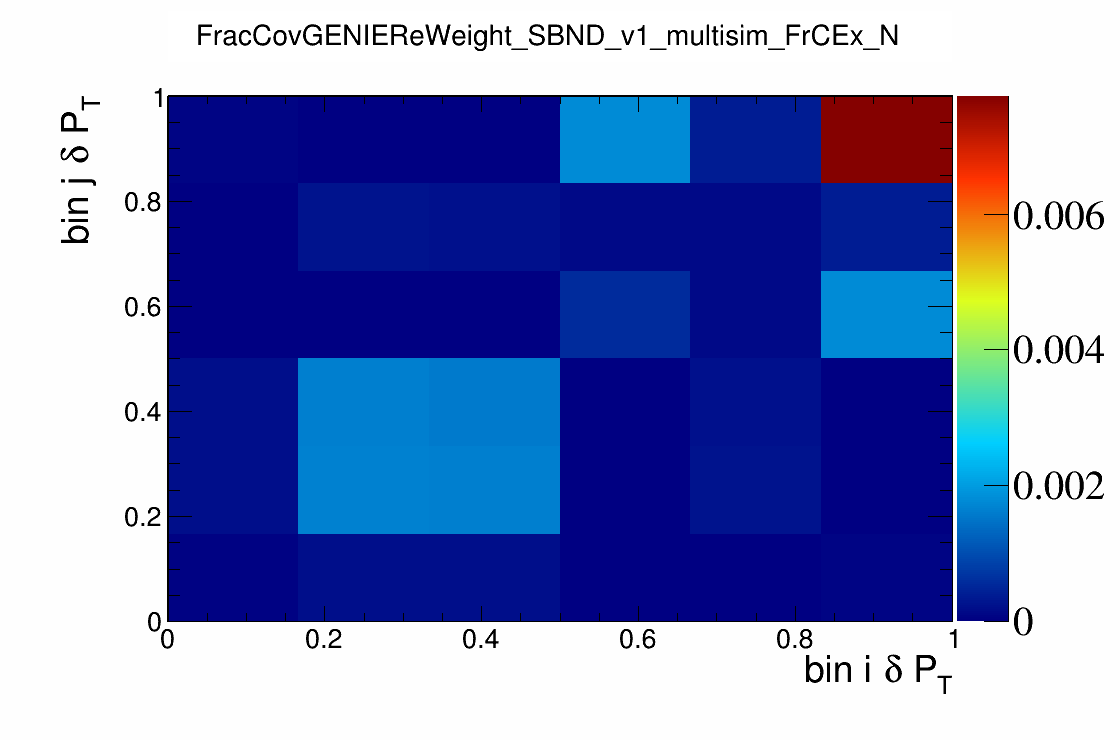 FracCovGENIEReWeight_SBND_v1_multisim_FrCEx_N
bin j δ P_T
1
0.8
0.6
0.4
0.2
0
0 0.2 0.4 0.6 0.8 1
bin i δ P_T
0.006
0.004
0.002
0